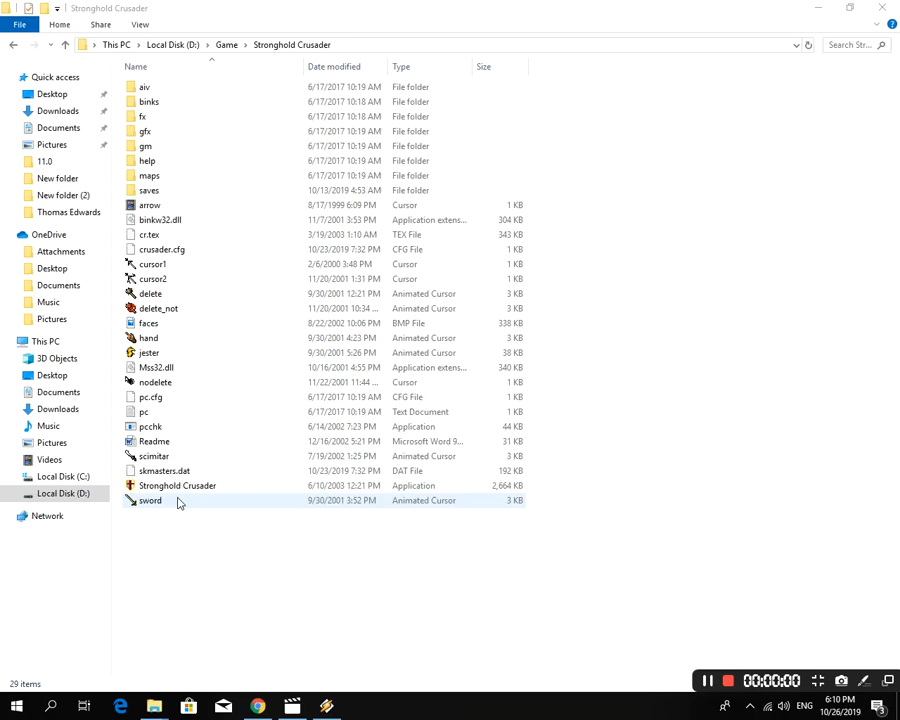 Stronghold Crusader
File Home Share View
This PC Local Disk (D:) Game Stronghold Crusader Search Str...
Name Date modified Type Size
Quick access
Desktop
Downloads
Documents
Pictures
11.0
New folder
New folder (2)
Thomas Edwards
OneDrive
Attachments
Desktop
Documents
Music
Pictures
This PC
3D Objects
Desktop
Documents
Downloads
Music
Pictures
Videos
Local Disk (C:)
Local Disk (D:)
Network
aiv 6/17/2017 10:19 AM File folder
binks 6/17/2017 10:18 AM File folder
fx 6/17/2017 10:18 AM File folder
gfx 6/17/2017 10:19 AM File folder
gm 6/17/2017 10:19 AM File folder
help 6/17/2017 10:19 AM File folder
maps 6/17/2017 10:19 AM File folder
saves 10/13/2019 4:53 AM File folder
arrow 8/17/1999 6:09 PM Cursor 1 KB
binkw32.dll 11/7/2001 3:53 PM Application extens... 304 KB
cr.tex 3/19/2003 1:10 AM TEX File 343 KB
crusader.cfg 10/23/2019 7:32 PM CFG File 1 KB
cursor1 2/6/2000 3:48 PM Cursor 1 KB
cursor2 11/20/2001 1:31 PM Cursor 1 KB
delete 9/30/2001 12:21 PM Animated Cursor 3 KB
delete_not 11/20/2001 10:34 ... Animated Cursor 3 KB
faces 8/22/2002 10:06 PM BMP File 338 KB
hand 9/30/2001 4:23 PM Animated Cursor 3 KB
jester 9/30/2001 5:26 PM Animated Cursor 38 KB
Mss32.dll 10/16/2001 4:55 PM Application extens... 340 KB
nodelete 11/22/2001 11:44 ... Cursor 1 KB
pc.cfg 6/17/2017 10:19 AM CFG File 1 KB
pc 6/17/2017 10:19 AM Text Document 1 KB
pcchk 6/14/2002 7:23 PM Application 44 KB
Readme 12/16/2002 5:21 PM Microsoft Word 9... 31 KB
scimitar 7/19/2002 1:25 PM Animated Cursor 3 KB
skmasters.dat 10/23/2019 7:32 PM DAT File 192 KB
Stronghold Crusader 6/10/2003 12:21 PM Application 2,664 KB
sword 9/30/2001 3:52 PM Animated Cursor 3 KB
29 items
00:00:00
ENG
6:10 PM
10/26/2019
3